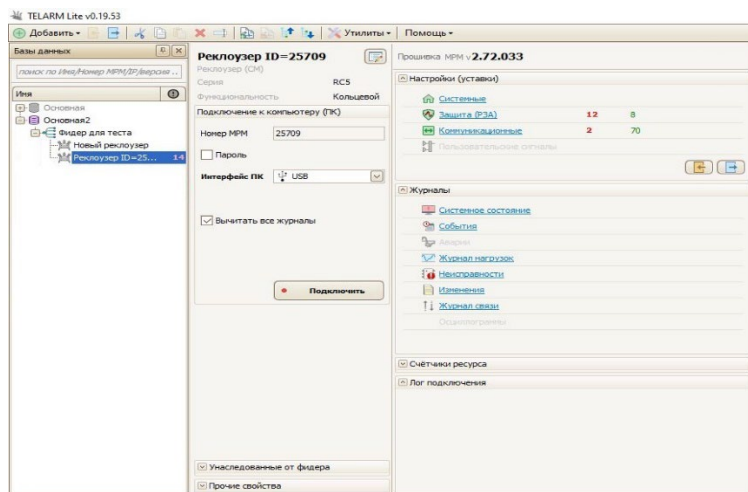 TELARM Lite v0.19.53
Добавить
Утилиты
Помощь
Базы данных
поиск по Имя/Номер МРМ/IP/версия ..
Имя
Основная
Основная2
Фидер для теста
Новый реклоузер
Реклоузер ID=25... 14
Реклоузер ID=25709
Реклоузер (СМ)
Серия RC5
Функциональность Кольцевой
Подключение к компьютеру (ПК)
Номер МРМ 25709
Пароль
Интерфейс ПК USB
Вычитать все журналы
Подключить
Унаследованные от фидера
Прочие свойства
Прошивка МРМ v 2.72.033
Настройки (уставки)
Системные
Защита (РЗА) 12 8
Коммуникационные 2 70
Пользовательские сигналы
Журналы
Системное состояние
События
Аварии
Журнал нагрузок
Неисправности
Изменения
Журнал связи
Осциллограммы
Счётчики ресурса
Лог подключения